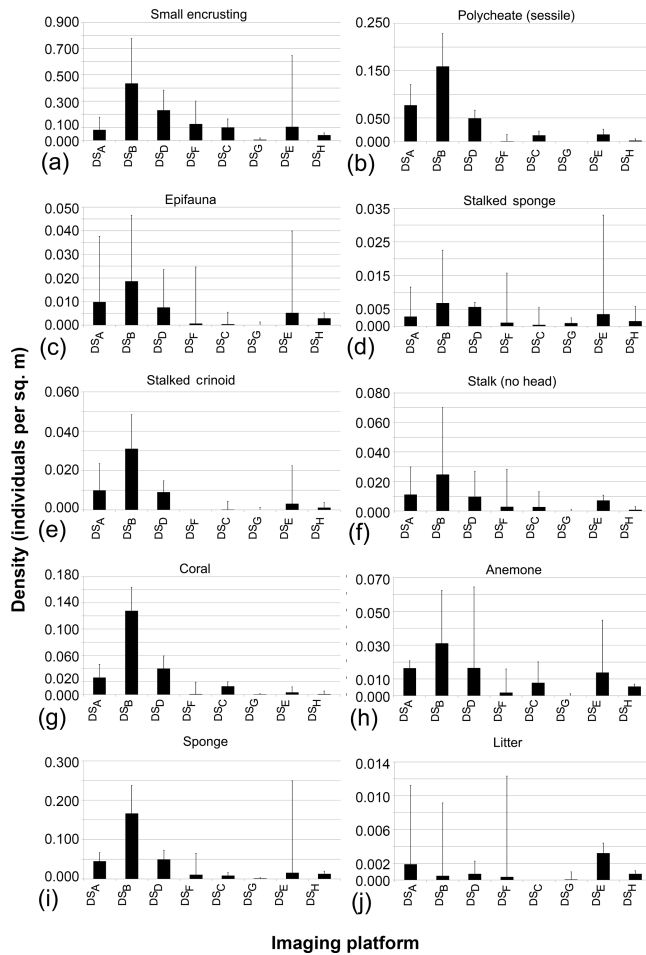 Small encrusting
0.900
0.700
0.500
0.300
0.100
0.000
DSA DSB DSD DSF DSC DSG DSE DSH
(a)
Polycheate (sessile)
0.250
0.150
0.050
0.000
DSA DSB DSD DSF DSC DSG DSE DSH
(b)
Epifauna
0.050
0.040
0.030
0.020
0.010
0.000
DSA DSB DSD DSF DSC DSG DSE DSH
(c)
Stalked sponge
0.035
0.025
0.015
0.005
0.000
DSA DSB DSD DSF DSC DSG DSE DSH
(d)
Stalked crinoid
0.060
0.040
0.020
0.000
DSA DSB DSD DSF DSC DSG DSE DSH
(e)
Stalk (no head)
0.080
0.060
0.040
0.020
0.000
DSA DSB DSD DSF DSC DSG DSE DSH
(f)
Coral
0.180
0.140
0.100
0.060
0.020
0.000
DSA DSB DSD DSF DSC DSG DSE DSH
(g)
Anemone
0.070
0.050
0.030
0.010
0.000
DSA DSB DSD DSF DSC DSG DSE DSH
(h)
Sponge
0.300
0.200
0.100
0.000
DSA DSB DSD DSF DSC DSG DSE DSH
(i)
Litter
0.014
0.010
0.006
0.002
0.000
DSA DSB DSD DSF DSC DSG DSE DSH
(j)
Density (individuals per sq. m)
Imaging platform